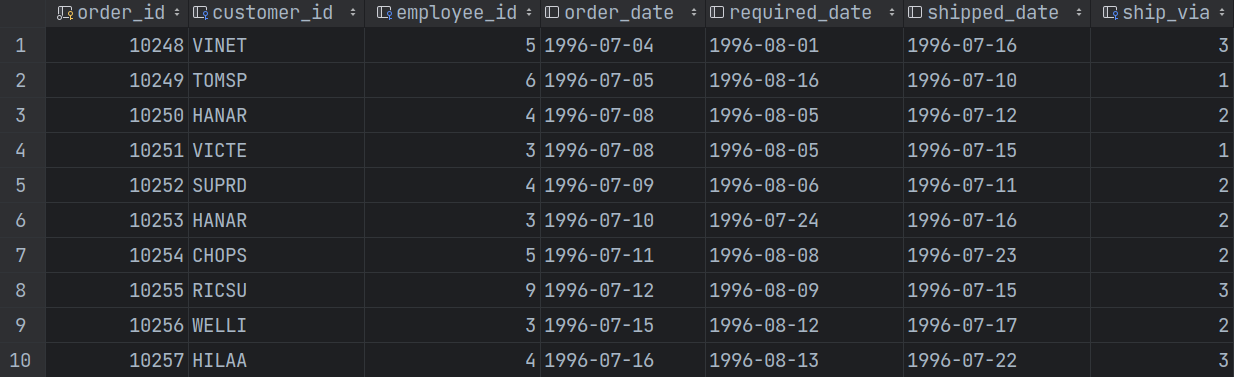 order_id customer_id employee_id order_date required_date shipped_date ship_via
1 10248 VINET 5 1996-07-04 1996-08-01 1996-07-16 3
2 10249 TOMSP 6 1996-07-05 1996-08-16 1996-07-10 1
3 10250 HANAR 4 1996-07-08 1996-08-05 1996-07-12 2
4 10251 VICTE 3 1996-07-08 1996-08-05 1996-07-15 1
5 10252 SUPRD 4 1996-07-09 1996-08-06 1996-07-11 2
6 10253 HANAR 3 1996-07-10 1996-07-24 1996-07-16 2
7 10254 CHOPS 5 1996-07-11 1996-08-08 1996-07-23 2
8 10255 RICSU 9 1996-07-12 1996-08-09 1996-07-15 3
9 10256 WELLI 3 1996-07-15 1996-08-12 1996-07-17 2
10 10257 HILAA 4 1996-07-16 1996-08-13 1996-07-22 3